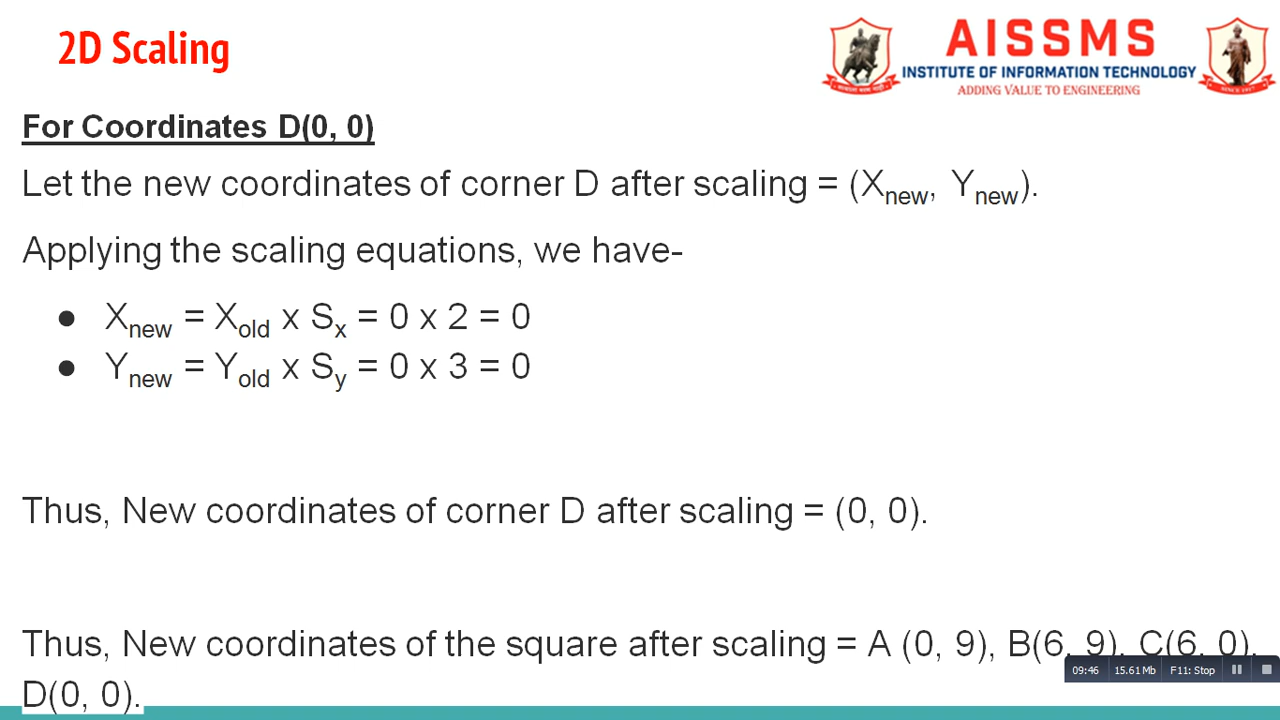 2D Scaling
AISSMS
INSTITUTE OF INFORMATION TECHNOLOGY
ADDING VALUE TO ENGINEERING
SINCE 1917
For Coordinates D(0, 0)
Let the new coordinates of corner D after scaling = (Xnew, Ynew).
Applying the scaling equations, we have-
● Xnew = Xold x Sx = 0 x 2 = 0
● Ynew = Yold x Sy = 0 x 3 = 0
Thus, New coordinates of corner D after scaling = (0, 0).
Thus, New coordinates of the square after scaling = A (0, 9), B(6, 9), C(6, 0),
D(0, 0).
09:46 15.61 Mb F11: Stop